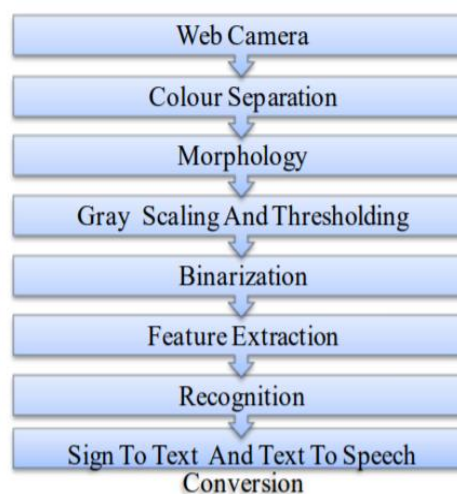 Web Camera
Colour Separation
Morphology
Gray Scaling And Thresholding
Binarization
Feature Extraction
Recognition
Sign To Text And Text To Speech
Conversion